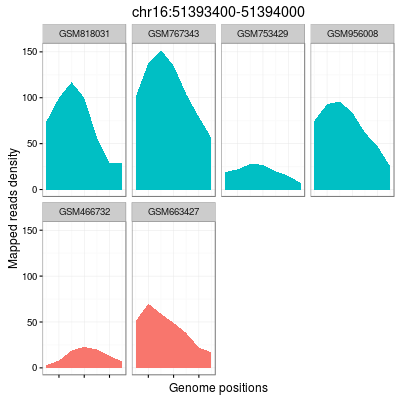 chr16:51393400-51394000
GSM818031 GSM767343 GSM753429 GSM956008
150
100
50
0
GSM466732 GSM663427
150
100
50
0
Mapped reads density
Genome positions